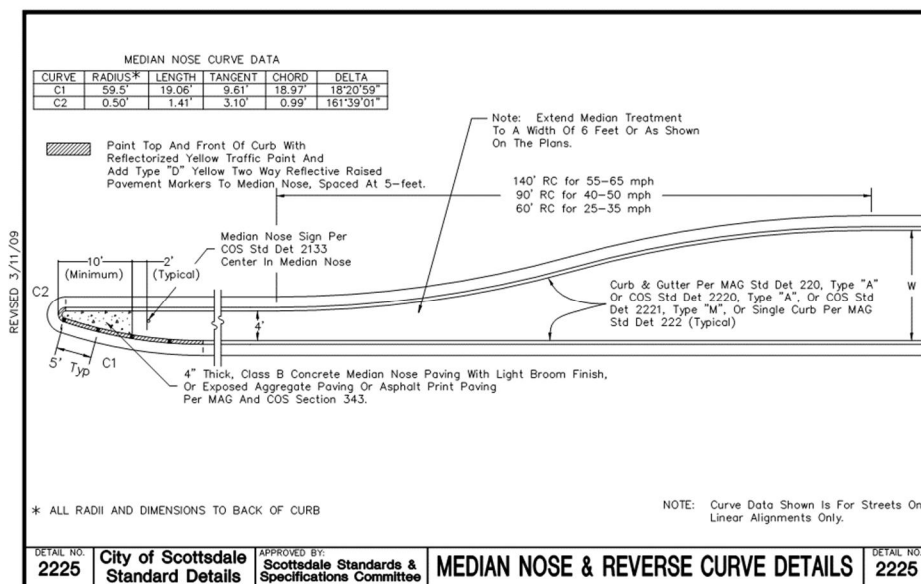 MEDIAN NOSE CURVE DATA
CURVE RADIUS* LENGTH TANGENT CHORD DELTA
C1 59.5' 19.06' 9.61' 18.97' 18°20'59"
C2 0.50' 1.41' 3.10' 0.99' 161°39'01"
Paint Top And Front Of Curb With
Reflectorized Yellow Traffic Paint And
Add Type "D" Yellow Two Way Reflective Raised
Pavement Markers To Median Nose, Spaced At 5-feet.
Note: Extend Median Treatment
To A Width Of 6 Feet Or As Shown
On The Plans.
140' RC for 55-65 mph
90' RC for 40-50 mph
60' RC for 25-35 mph
REVISED 3/11/09
Median Nose Sign Per
COS Std Det 2133
Center In Median Nose
10'
(Minimum)
2'
(Typical)
C2
4'
W
Curb & Gutter Per MAG Std Det 220, Type "A"
Or COS Std Det 2220, Type "A", Or COS Std
Det 2221, Type "M", Or Single Curb Per MAG
Std Det 222 (Typical)
5' Typ
C1
4" Thick, Class B Concrete Median Nose Paving With Light Broom Finish,
Or Exposed Aggregate Paving Or Asphalt Print Paving
Per MAG And COS Section 343.
* ALL RADII AND DIMENSIONS TO BACK OF CURB
NOTE: Curve Data Shown Is For Streets On
Linear Alignments Only.
DETAIL NO.
2225
City of Scottsdale
Standard Details
APPROVED BY:
Scottsdale Standards &
Specifications Committee
MEDIAN NOSE & REVERSE CURVE DETAILS
DETAIL NO.
2225